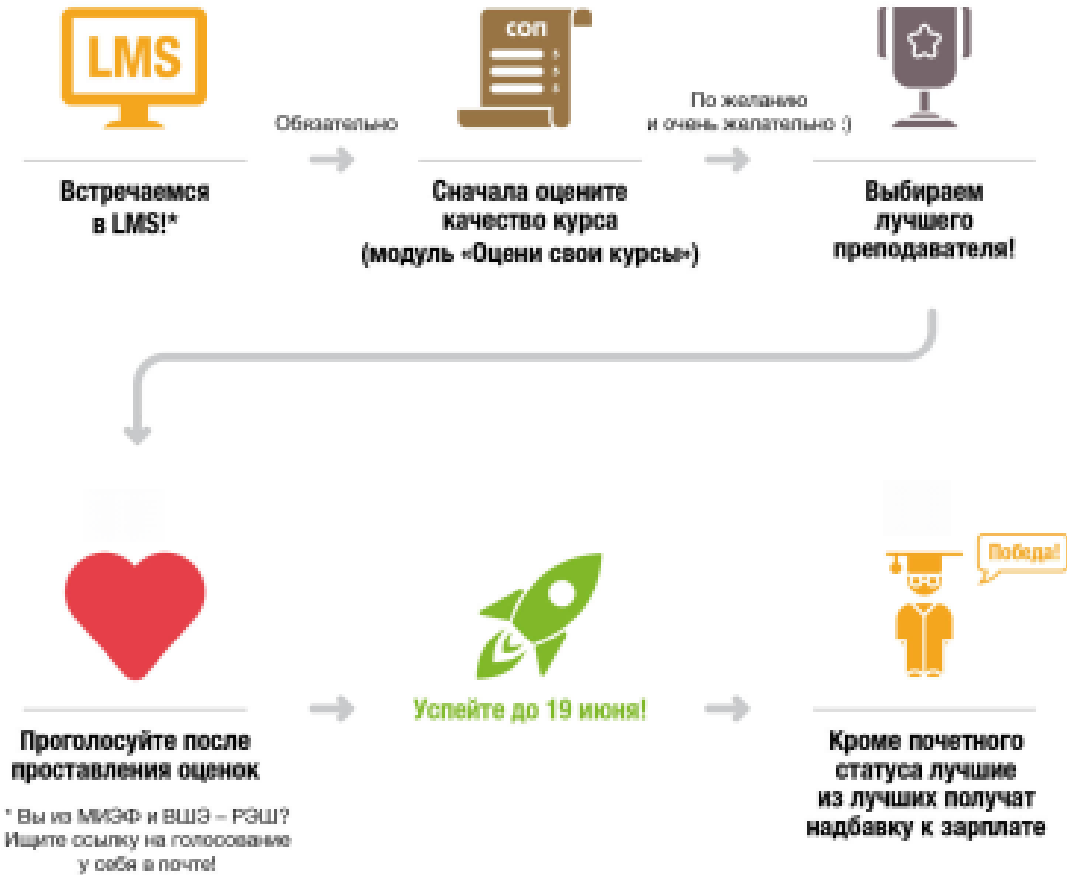 LMS
Встречаемся
в LMS!*
Обязательно
СОП
Сначала оцените
качество курса
(модуль «Оцени свои курсы»)
По желанию
и очень желательно :)
Выбираем
лучшего
преподавателя!
Проголосуйте после
проставления оценок
* Вы из МИЭФ и ВШЭ – РЭШ?
Ищите ссылку на голосование
у себя в почте!
Успейте до 19 июня!
Победа!
Кроме почетного
статуса лучшие
из лучших получат
надбавку к зарплате